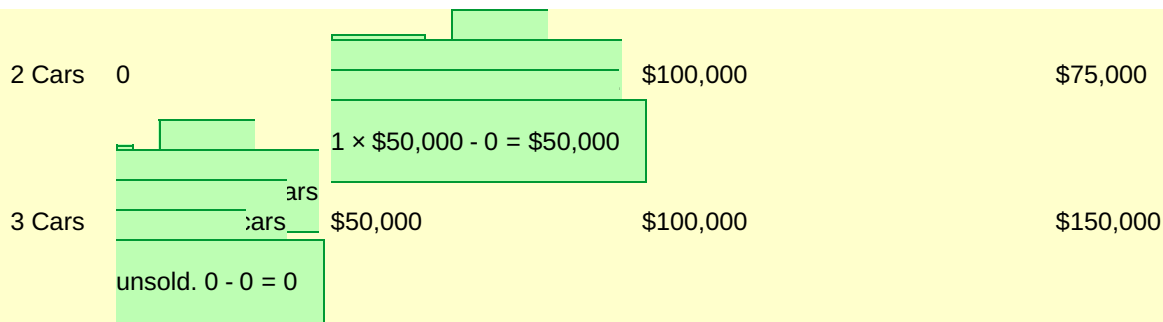 2 Cars 0 $100,000 $75,000
1 × $50,000 - 0 = $50,000
ars
3 Cars cars $50,000 $100,000 $150,000
unsold. 0 - 0 = 0